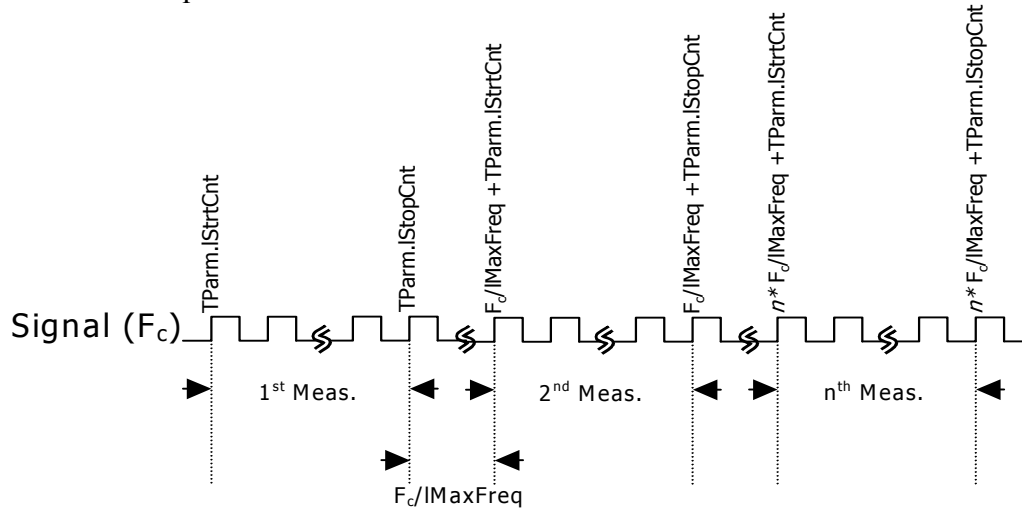 TParm.lStrtCnt
TParm.lStopCnt
Fc/lMaxFreq +TParm.lStrtCnt
Fc/lMaxFreq +TParm.lStopCnt
n* Fc/lMaxFreq +TParm.lStrtCnt
n* Fc/lMaxFreq +TParm.lStopCnt
Signal (Fc)
1st Meas.
2nd Meas.
nth Meas.
Fc/lMaxFreq